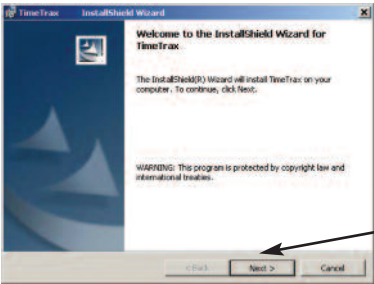 TimeTrax InstallShield Wizard
Welcome to the InstallShield Wizard for
TimeTrax
The InstallShield(R) Wizard will install TimeTrax on your
computer. To continue, click Next.
WARNING: This program is protected by copyright law and
international treaties.
< Back Next > Cancel